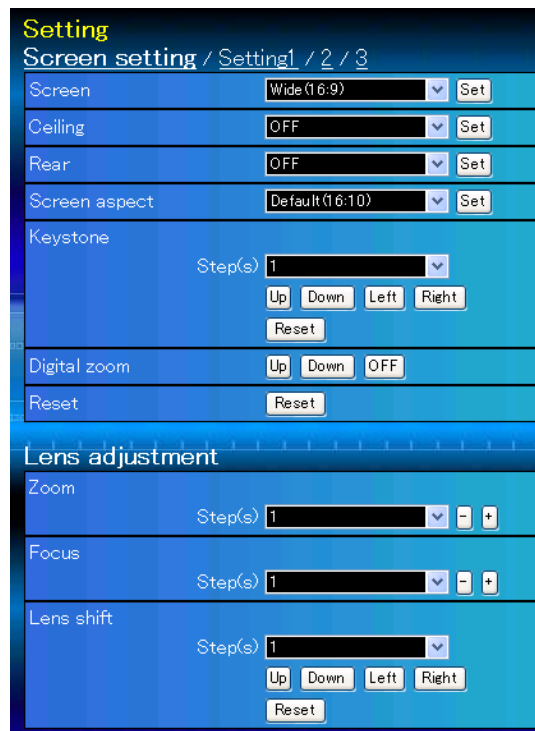 Setting
Screen setting / Setting1 / 2 / 3
Screen Wide(16:9) Set
Ceiling OFF Set
Rear OFF Set
Screen aspect Default(16:10) Set
Keystone
Step(s) 1
Up Down Left Right
Reset
Digital zoom Up Down OFF
Reset Reset
Lens adjustment
Zoom
Step(s) 1 - +
Focus
Step(s) 1 - +
Lens shift
Step(s) 1
Up Down Left Right
Reset